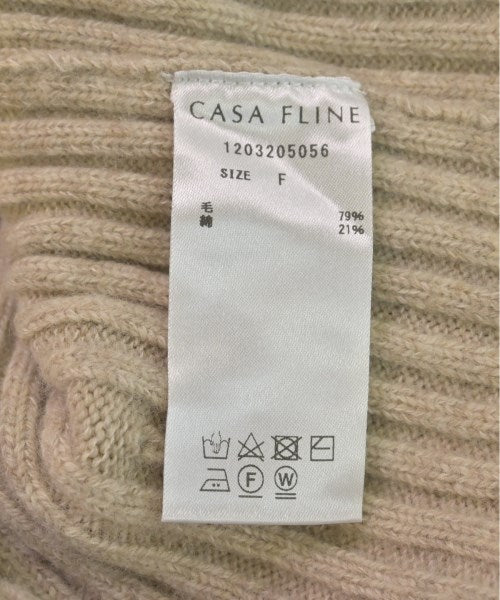 CASA FLINE
1203205056
SIZE F
毛 79%
綿 21%
F W